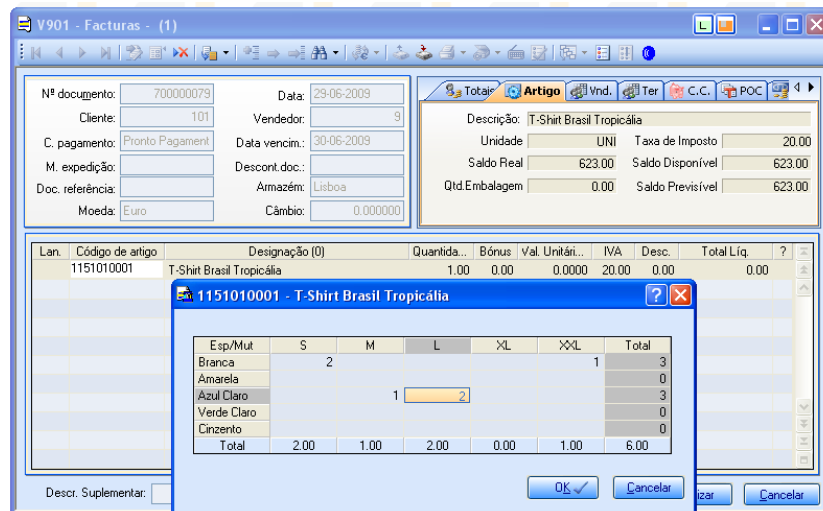 V901 - Facturas - (1)
L
Nº documento: 700000079 Data: 29-06-2009
Cliente: 101 Vendedor: 9
C. pagamento: Pronto Pagament Data vencim.: 30-06-2009
M. expedição: Descont.doc.:
Doc. referência: Armazém: Lisboa
Moeda: Euro Câmbio: 0.000000
Totais Artigo Vnd. Ter C.C. POC
Descrição: T-Shirt Brasil Tropicália
Unidade UNI Taxa de Imposto 20.00
Saldo Real 623.00 Saldo Disponível 623.00
Qtd.Embalagem 0.00 Saldo Previsível 623.00
Lan. Código de artigo Designação (0) Quantida... Bónus Val. Unitári... IVA Desc. Total Líq. ?
1151010001 T-Shirt Brasil Tropicália 1.00 0.00 0.0000 20.00 0.00 0.00
1151010001 - T-Shirt Brasil Tropicália
Esp/Mut S M L XL XXL Total
Branca 2 1 3
Amarela 0
Azul Claro 1 2 3
Verde Claro 0
Cinzento 0
Total 2.00 1.00 2.00 0.00 1.00 6.00
OK Cancelar
Descr. Suplementar: izar Cancelar